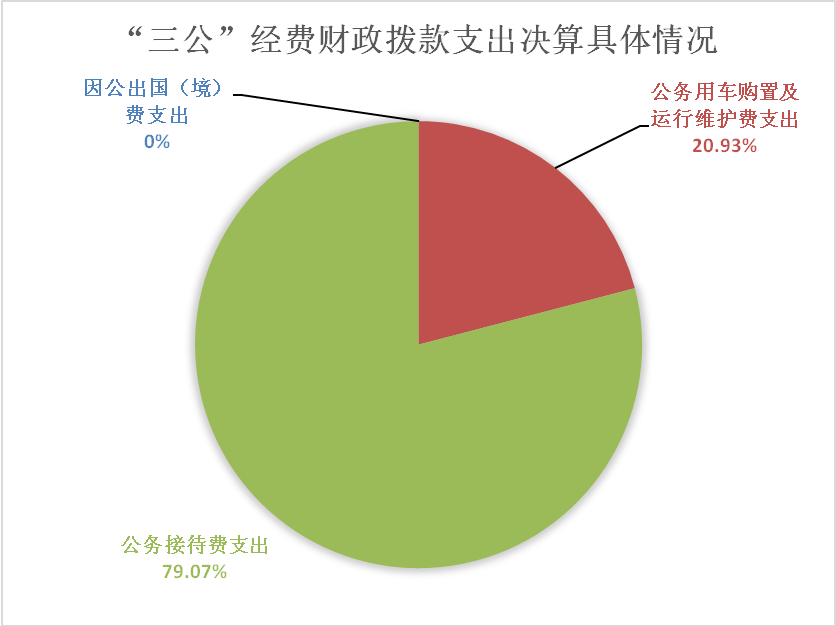 “三公”经费财政拨款支出决算具体情况
因公出国（境）
费支出
0%
公务用车购置及
运行维护费支出
20.93%
公务接待费支出
79.07%